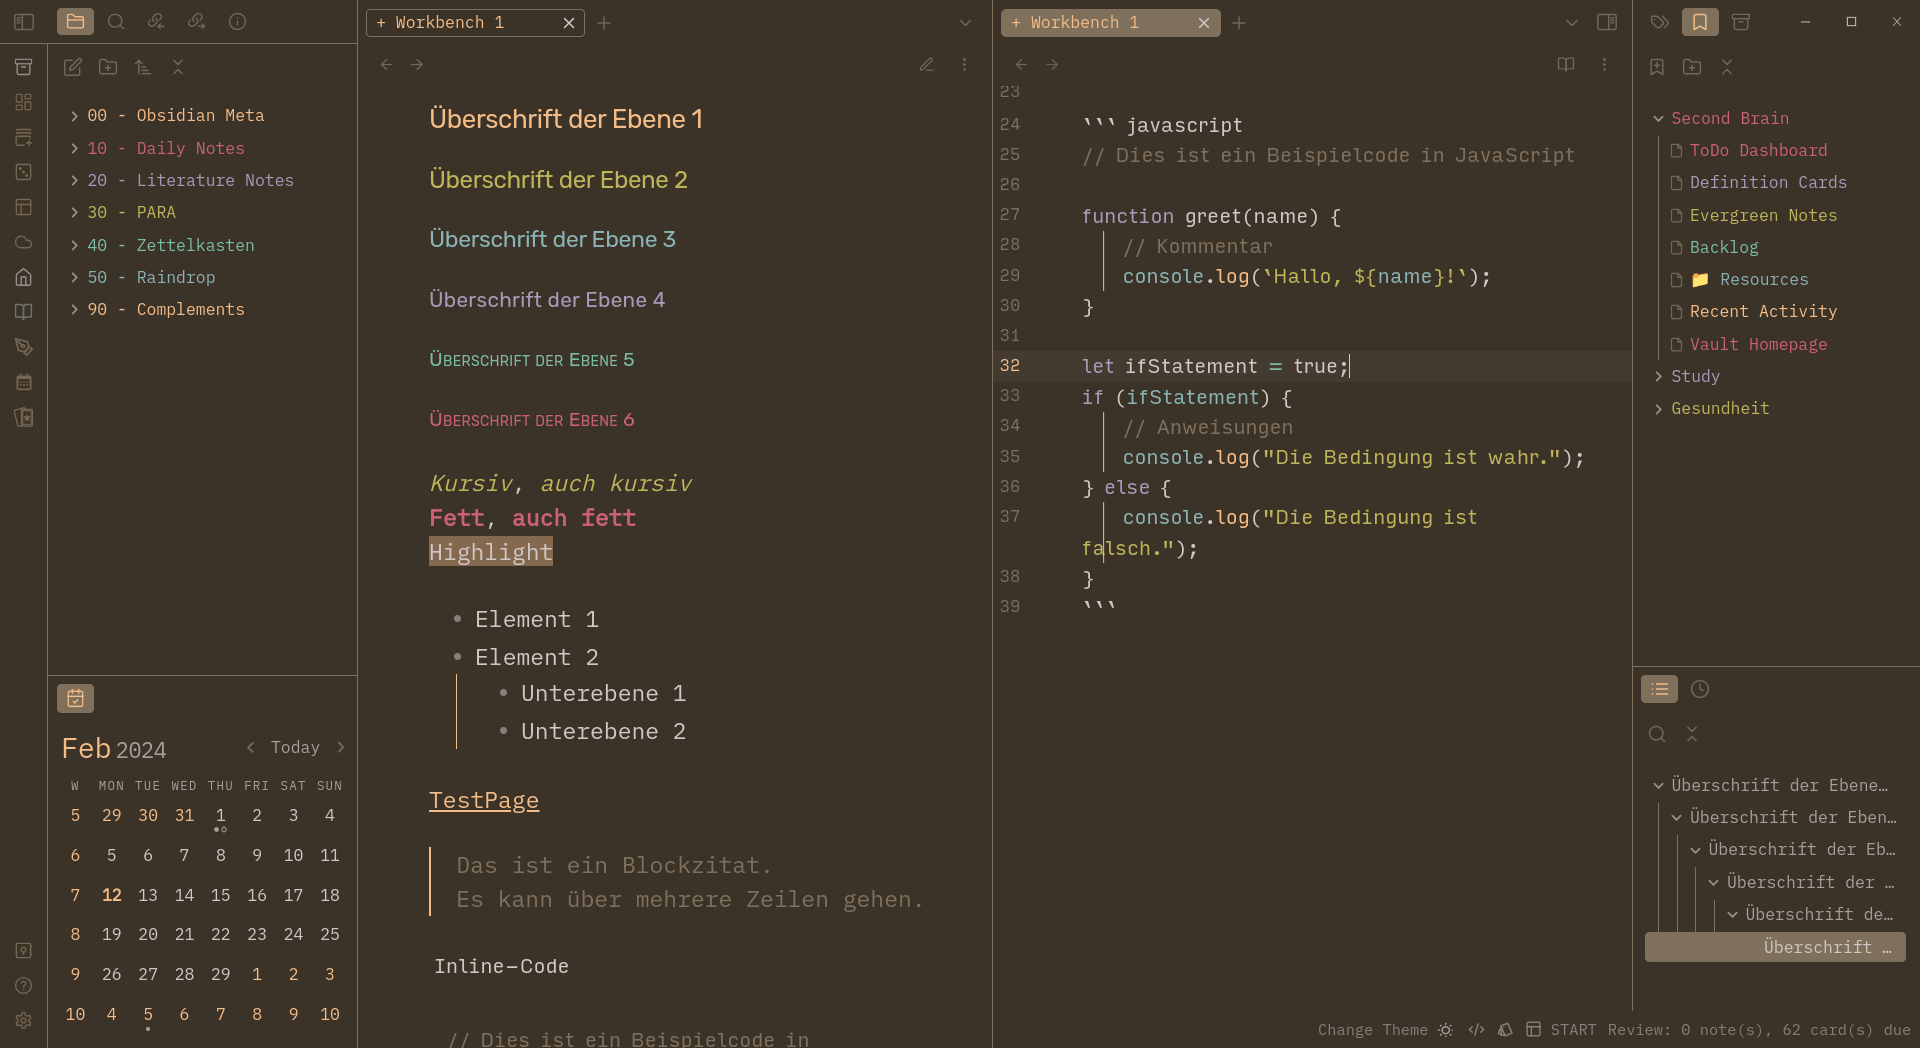 + Workbench 1
+ Workbench 1
00 - Obsidian Meta
10 - Daily Notes
20 - Literature Notes
30 - PARA
40 - Zettelkasten
50 - Raindrop
90 - Complements
Feb 2024
Today
W MON TUE WED THU FRI SAT SUN
5 29 30 31 1 2 3 4
6 5 6 7 8 9 10 11
7 12 13 14 15 16 17 18
8 19 20 21 22 23 24 25
9 26 27 28 29 1 2 3
10 4 5 6 7 8 9 10
Überschrift der Ebene 1
Überschrift der Ebene 2
Überschrift der Ebene 3
Überschrift der Ebene 4
Überschrift der Ebene 5
Überschrift der Ebene 6
Kursiv, auch kursiv
Fett, auch fett
Highlight
• Element 1
• Element 2
• Unterebene 1
• Unterebene 2
TestPage
Das ist ein Blockzitat.
Es kann über mehrere Zeilen gehen.
Inline-Code
// Dies ist ein Beispielcode in
23
24 ``` javascript
25 // Dies ist ein Beispielcode in JavaScript
26
27 function greet(name) {
28 // Kommentar
29 console.log(`Hallo, ${name}!`);
30 }
31
32 let ifStatement = true;
33 if (ifStatement) {
34 // Anweisungen
35 console.log("Die Bedingung ist wahr.");
36 } else {
37 console.log("Die Bedingung ist
falsch.");
38 }
39 ```
Second Brain
ToDo Dashboard
Definition Cards
Evergreen Notes
Backlog
📁 Resources
Recent Activity
Vault Homepage
Study
Gesundheit
Überschrift der Ebene…
Überschrift der Eben…
Überschrift der Eb…
Überschrift der …
Überschrift de…
Überschrift …
Change Theme </> START Review: 0 note(s), 62 card(s) due